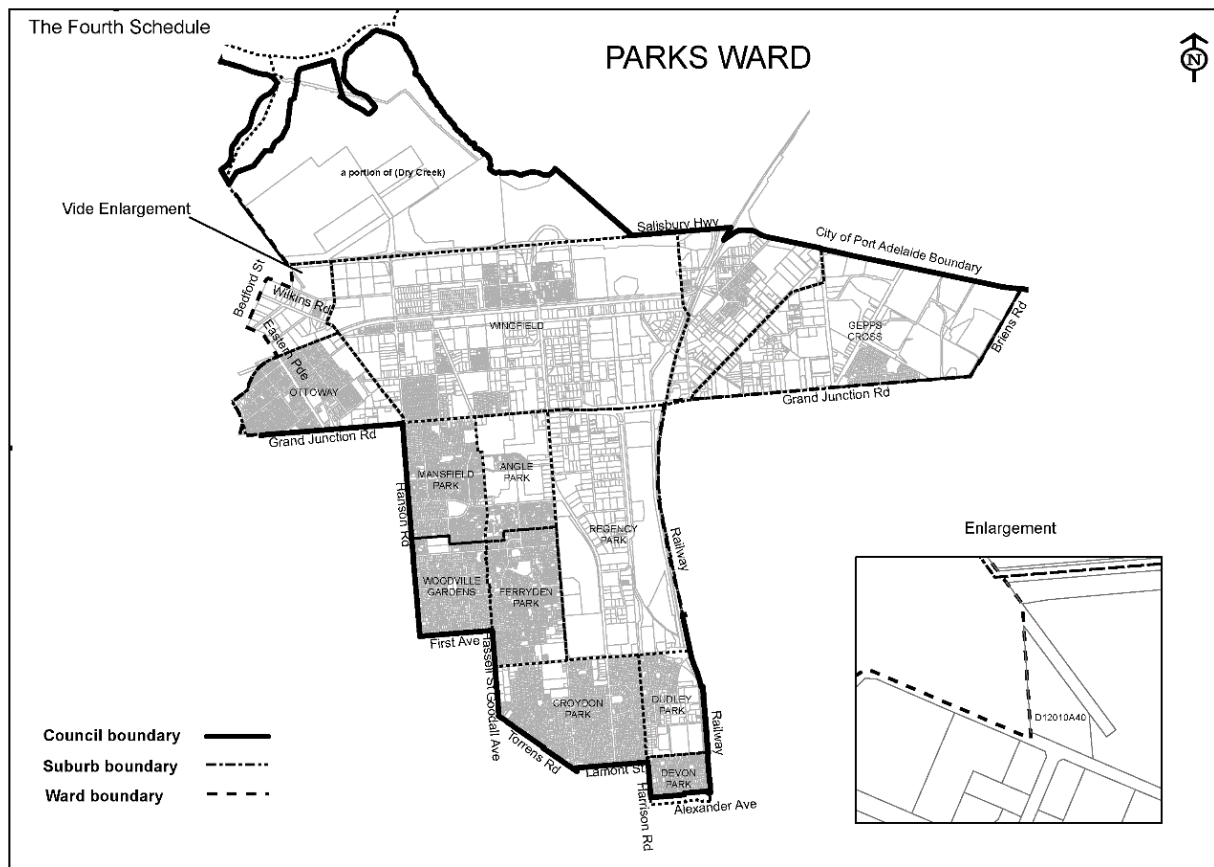 The Fourth Schedule
PARKS WARD
N
a portion of (Dry Creek)
Vide Enlargement
Salisbury Hwy
City of Port Adelaide Boundary
Bedford St
Wilkins Rd
WINGFIELD
GEPPS
CROSS
Briens Rd
Eastern Pde
OTTOWAY
Grand Junction Rd
Grand Junction Rd
MANSFIELD
PARK
ANGLE
PARK
Hanson Rd
REGENCY
PARK
Railway
Enlargement
WOODVILLE
GARDENS
FERRYDEN
PARK
First Ave
Hassell St
Goodall Ave
CROYDON
PARK
DUDLEY
PARK
Railway
D12010A40
Torrens Rd
Lamont St
DEVON
PARK
Harrison Rd
Alexander Ave
Council boundary
Suburb boundary
Ward boundary